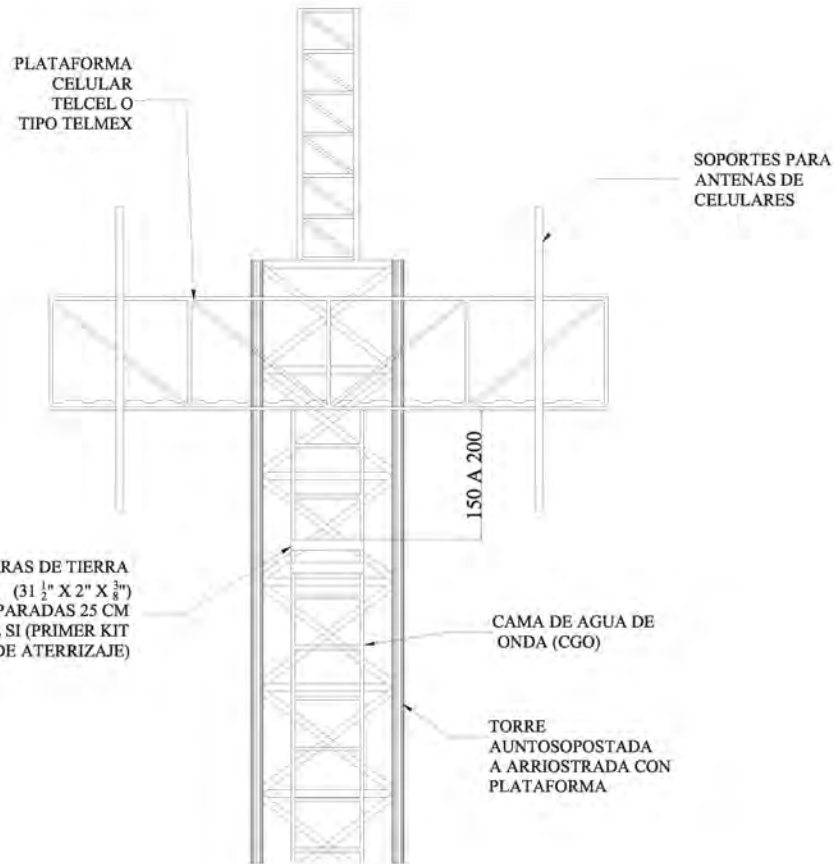 PLATAFORMA
CELULAR
TELCEL O
TIPO TELMEX
SOPORTES PARA
ANTENAS DE
CELULARES
150 A 200
RAS DE TIERRA
(31 1/2" X 2" X 3/8")
PARADAS 25 CM
SI (PRIMER KIT
DE ATERRIZAJE)
CAMA DE AGUA DE
ONDA (CGO)
TORRE
AUNTOSOPOSTADA
A ARRIOSTRADA CON
PLATAFORMA